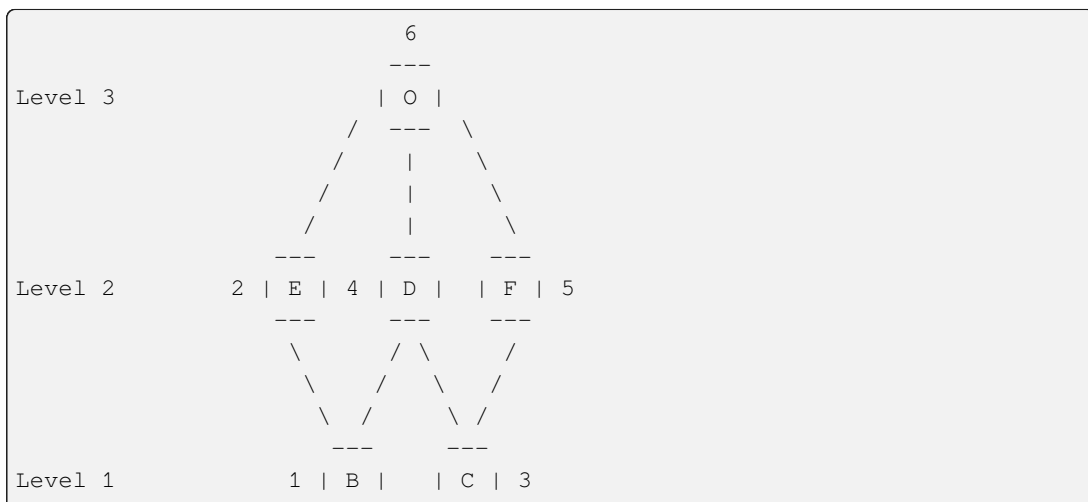 6
                             ---
Level 3                     | O |
                          /  ---  \
                         /    |    \
                        /     |     \
                       /      |      \
                     ---     ---    ---
Level 2          2 | E | 4 | D |  | F | 5
                     ---     ---    ---
                      \      / \      /
                       \    /   \    /
                        \  /     \ /
                         ---     ---
Level 1              1 | B |   | C | 3